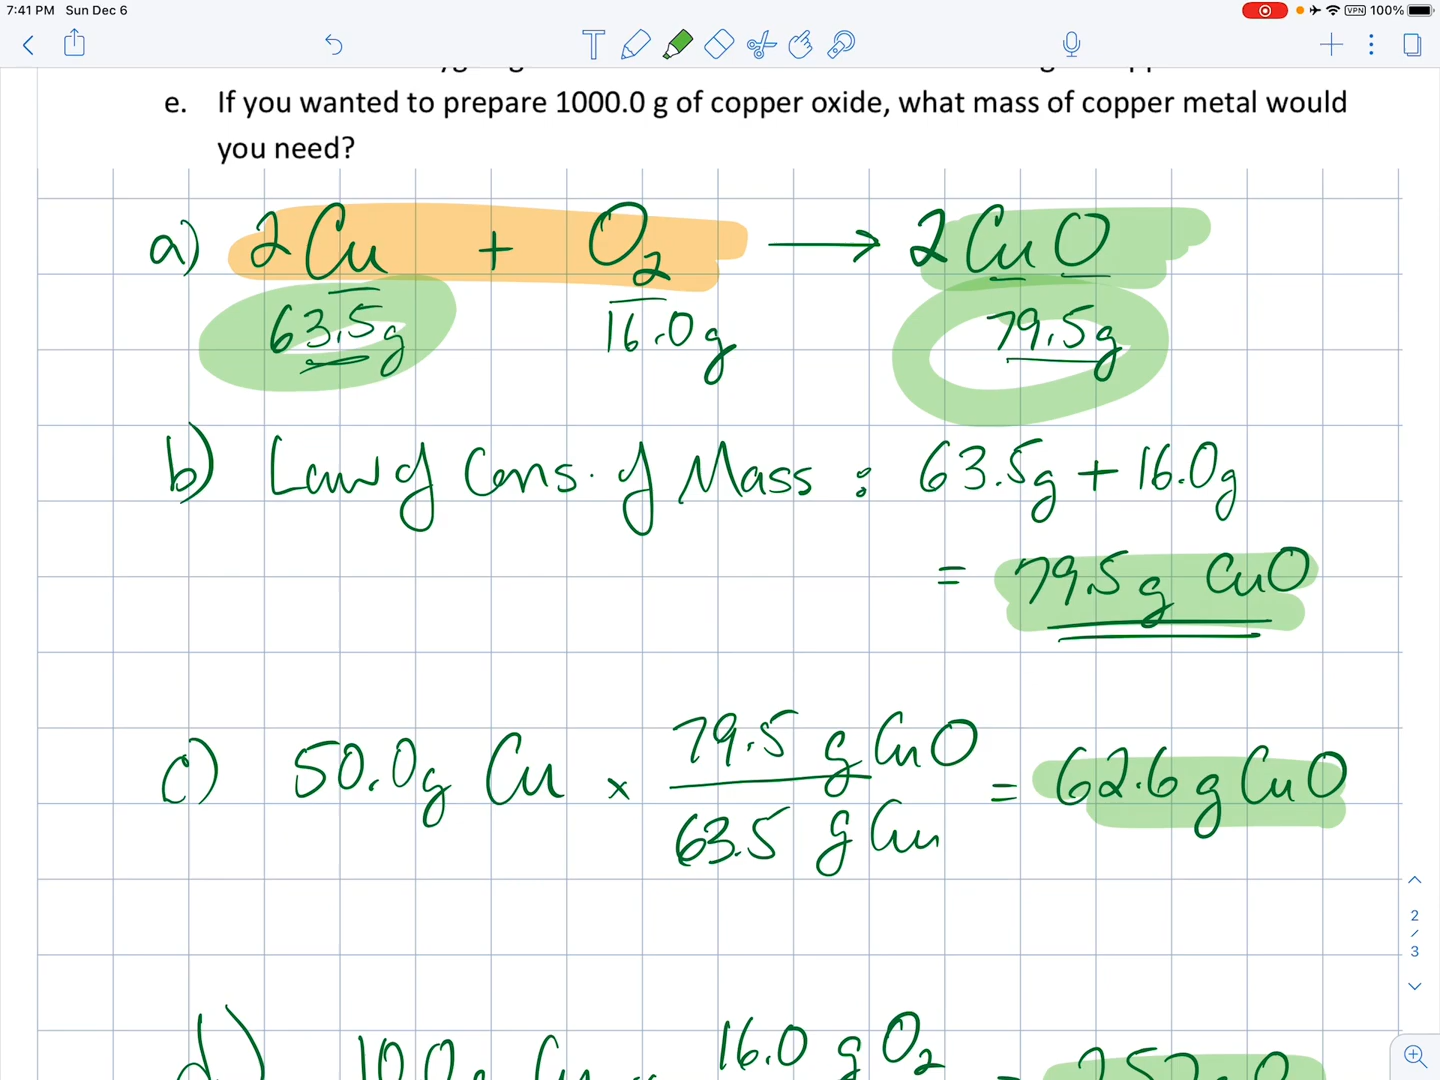 7:41 PM Sun Dec 6
VPN 100%
e. If you wanted to prepare 1000.0 g of copper oxide, what mass of copper metal would
you need?
a) 2Cu + O₂ → 2CuO
63.5g 16.0g 79.5g
b) Law of Cons. of Mass : 63.5g + 16.0g
= 79.5g CuO
c) 50.0g Cu × 79.5 g CuO / 63.5 g Cu = 62.6 g CuO
2 / 3
d) Cu × 16.0 g O₂ =